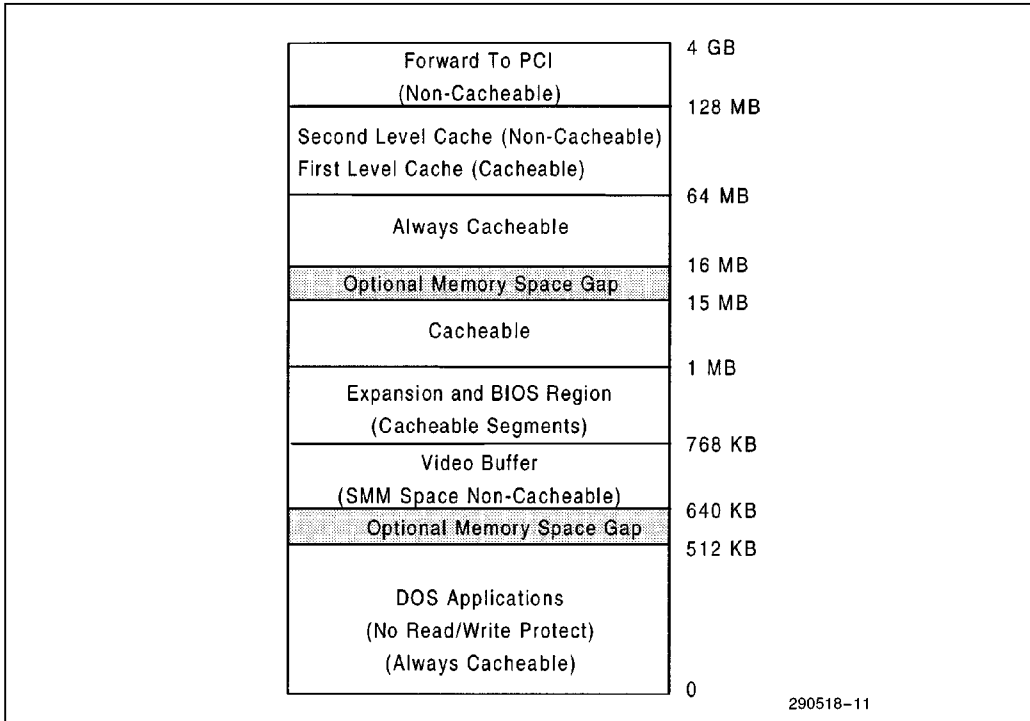 4 GB
Forward To PCI
(Non-Cacheable)
128 MB
Second Level Cache (Non-Cacheable)
First Level Cache (Cacheable)
64 MB
Always Cacheable
16 MB
Optional Memory Space Gap
15 MB
Cacheable
1 MB
Expansion and BIOS Region
(Cacheable Segments)
768 KB
Video Buffer
(SMM Space Non-Cacheable)
640 KB
Optional Memory Space Gap
512 KB
DOS Applications
(No Read/Write Protect)
(Always Cacheable)
0
290518-11